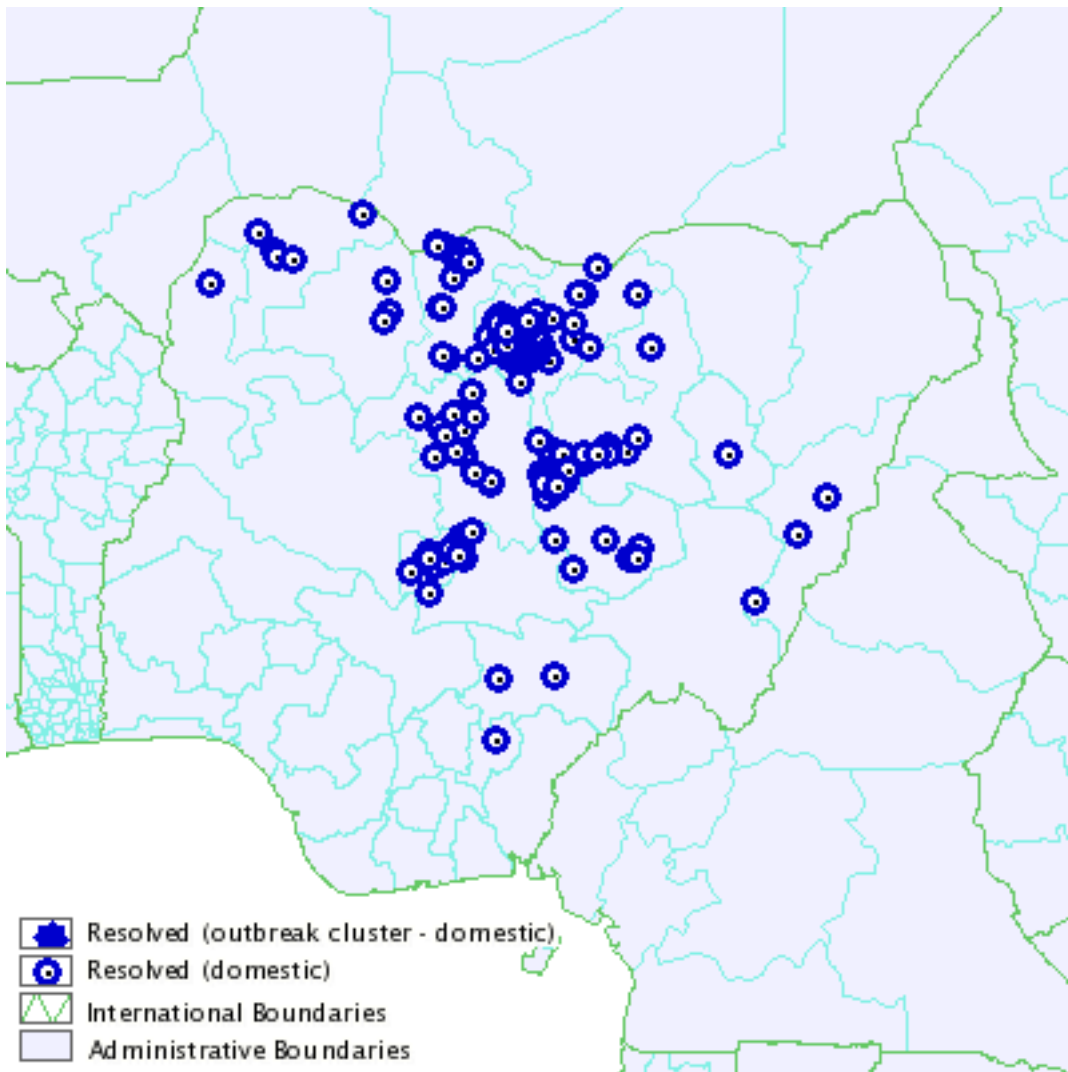 Resolved (outbreak cluster - domestic)
Resolved (domestic)
International Boundaries
Administrative Boundaries